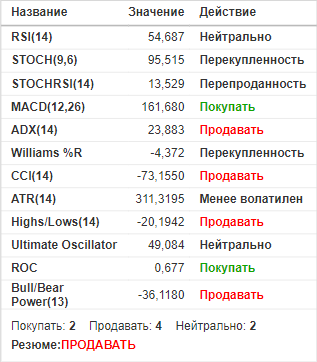 Название Значение Действие
RSI(14) 54,687 Нейтрально
STOCH(9,6) 95,515 Перекупленность
STOCHRSI(14) 13,529 Перепроданность
MACD(12,26) 161,680 Покупать
ADX(14) 23,883 Продавать
Williams %R -4,372 Перекупленность
CCI(14) -73,1550 Продавать
ATR(14) 311,3195 Менее волатилен
Highs/Lows(14) -20,1942 Продавать
Ultimate Oscillator 49,084 Нейтрально
ROC 0,677 Покупать
Bull/Bear
Power(13) -36,1180 Продавать
Покупать: 2 Продавать: 4 Нейтрально: 2
Резюме:ПРОДАВАТЬ